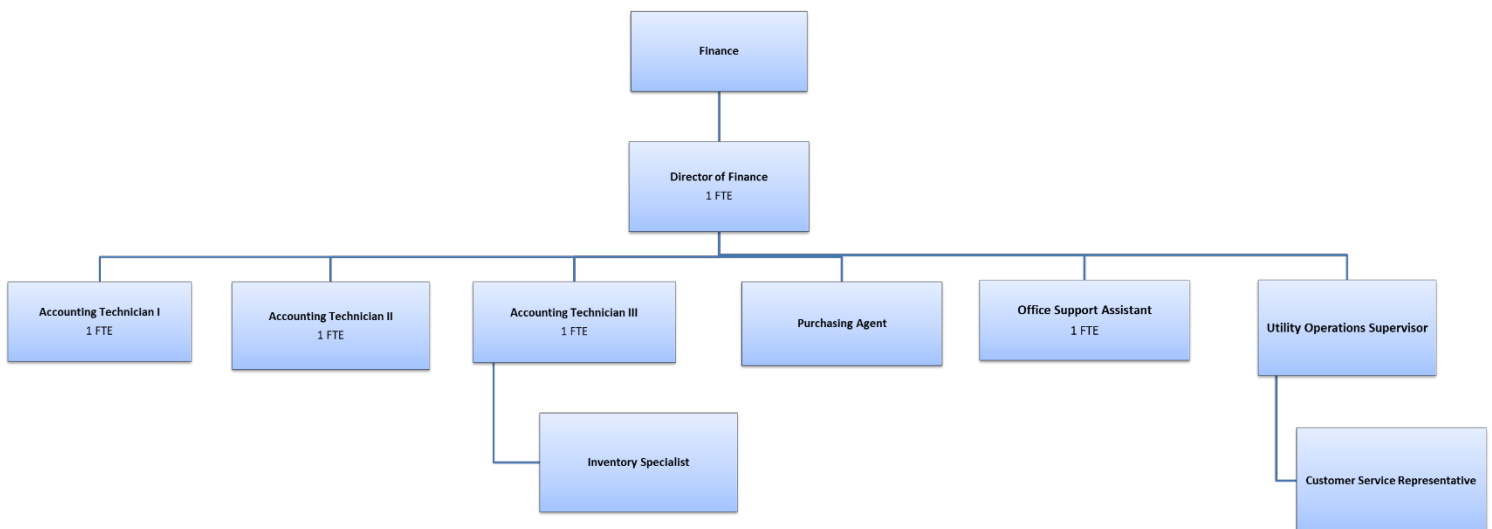 Finance
Director of Finance
1 FTE
Accounting Technician I
1 FTE
Accounting Technician II
1 FTE
Accounting Technician III
1 FTE
Purchasing Agent
Office Support Assistant
1 FTE
Utility Operations Supervisor
Inventory Specialist
Customer Service Representative